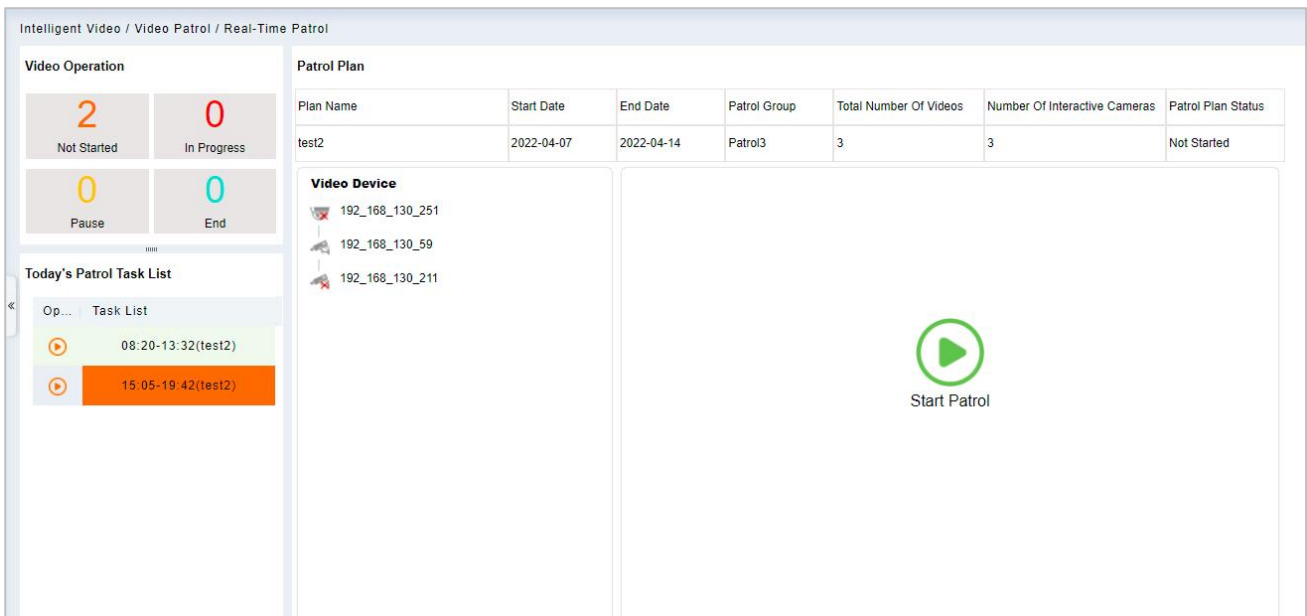 Intelligent Video / Video Patrol / Real-Time Patrol
Video Operation
2
Not Started
0
In Progress
0
Pause
0
End
Today's Patrol Task List
Op... Task List
08:20-13:32(test2)
15:05-19:42(test2)
Patrol Plan
Plan Name Start Date End Date Patrol Group Total Number Of Videos Number Of Interactive Cameras Patrol Plan Status
test2 2022-04-07 2022-04-14 Patrol3 3 3 Not Started
Video Device
192_168_130_251
192_168_130_59
192_168_130_211
Start Patrol